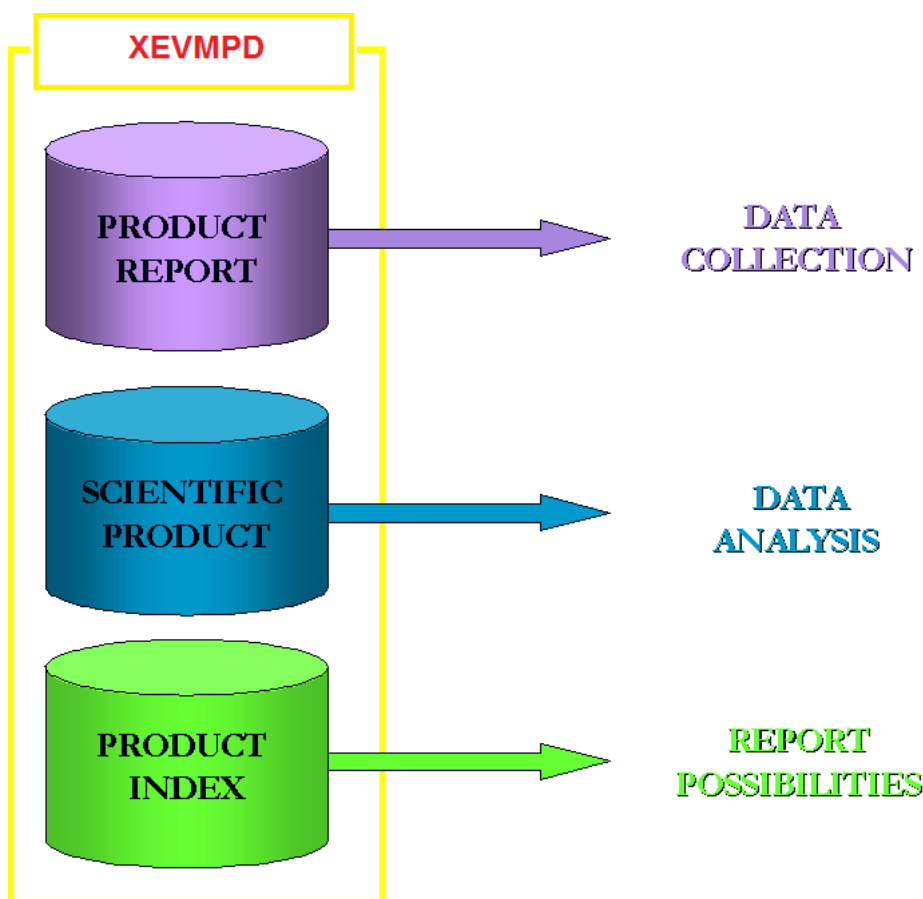 XEVMPD
PRODUCT
REPORT
DATA
COLLECTION
SCIENTIFIC
PRODUCT
DATA
ANALYSIS
PRODUCT
INDEX
REPORT
POSSIBILITIES